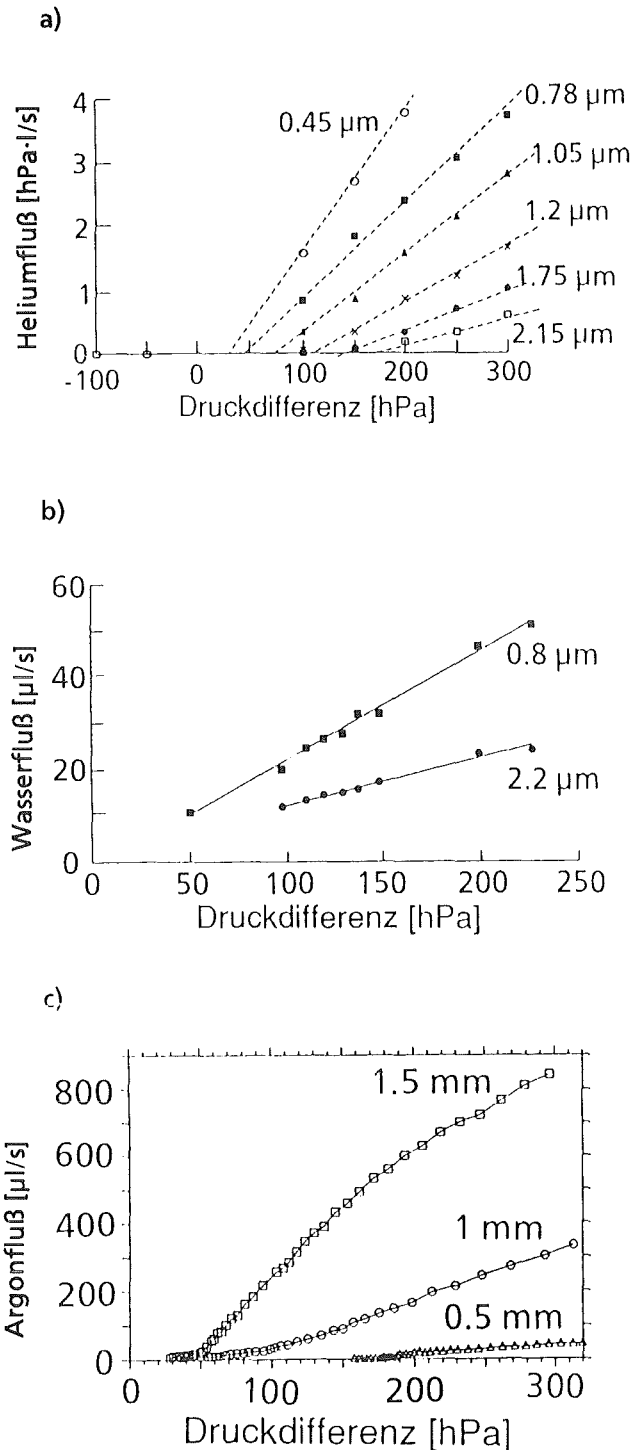 a)
Heliumfluß [hPa·l/s]
4
3
2
1
0
0.45 µm
0.78 µm
1.05 µm
1.2 µm
1.75 µm
2.15 µm
-100 0 100 200 300
Druckdifferenz [hPa]
b)
Wasserfluß [µl/s]
60
40
20
0
0.8 µm
2.2 µm
0 50 100 150 200 250
Druckdifferenz [hPa]
c)
Argonfluß [µl/s]
800
600
400
200
0
1.5 mm
1 mm
0.5 mm
0 100 200 300
Druckdifferenz [hPa]